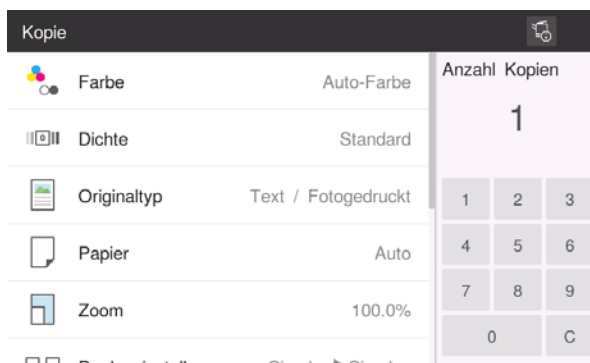 Kopie
Farbe Auto-Farbe
Dichte Standard
Originaltyp Text / Fotogedruckt
Papier Auto
Zoom 100.0%
Anzahl Kopien
1
1 2 3
4 5 6
7 8 9
0 C